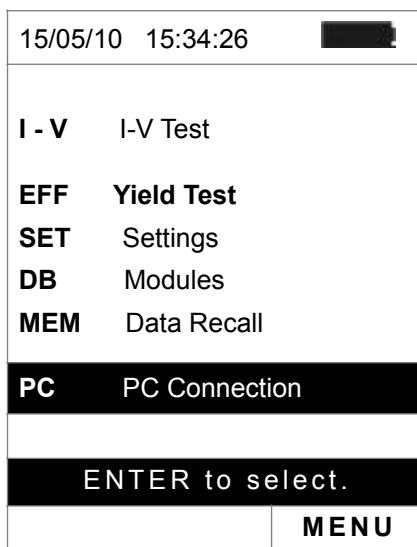 15/05/10 15:34:26
I - V I-V Test
EFF Yield Test
SET Settings
DB Modules
MEM Data Recall
PC PC Connection
ENTER to select.
MENU